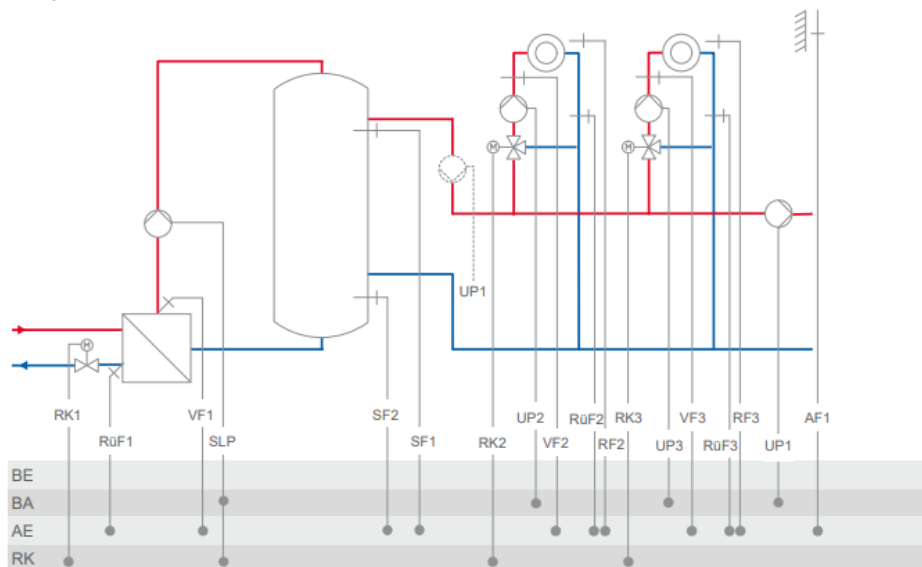 M
M
UP1
M
RK1
VF1
SF2
UP2
RüF2
RK3
VF3
RF3
AF1
RüF1
SLP
SF1
RK2
VF2
RF2
UP3
RüF3
UP1
BE
BA
AE
RK